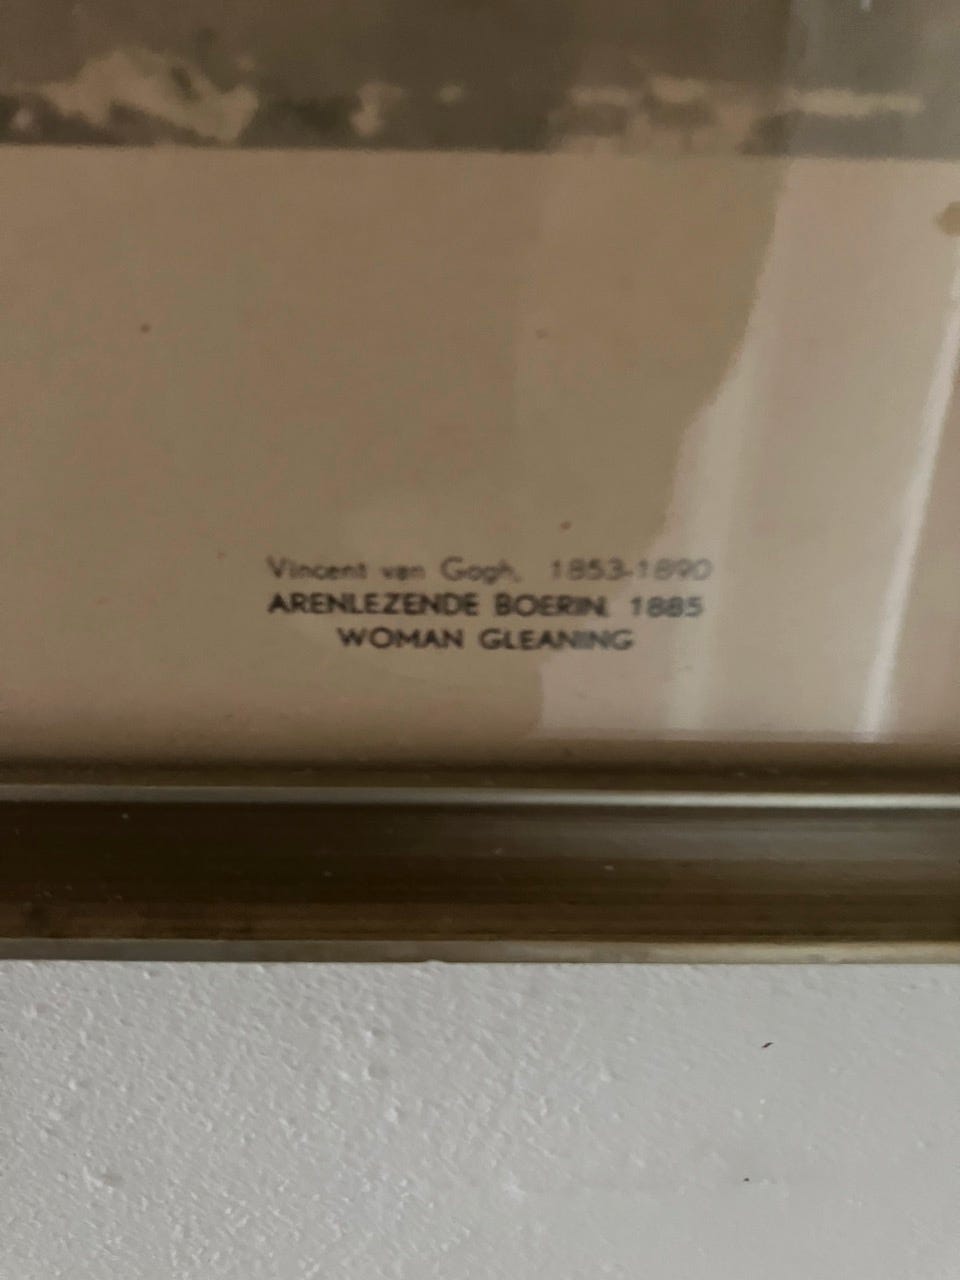 Vincent van Gogh, 1853-1890
ARENLEZENDE BOERIN, 1885
WOMAN GLEANING